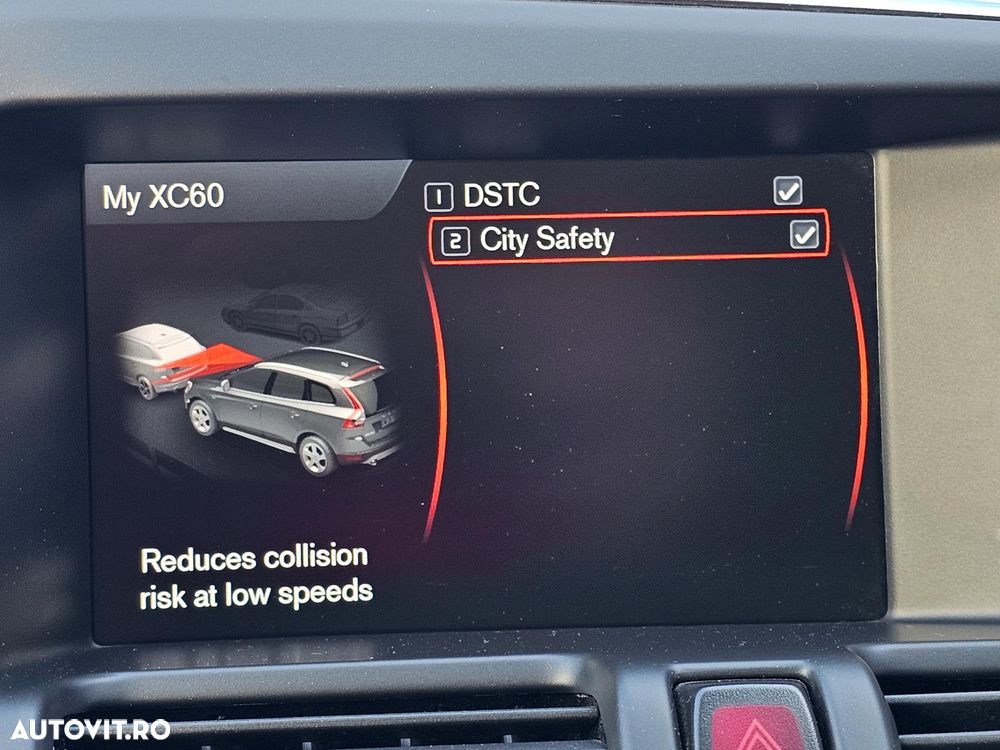 My XC60
1 DSTC
2 City Safety
Reduces collision
risk at low speeds
AUTOVIT.RO